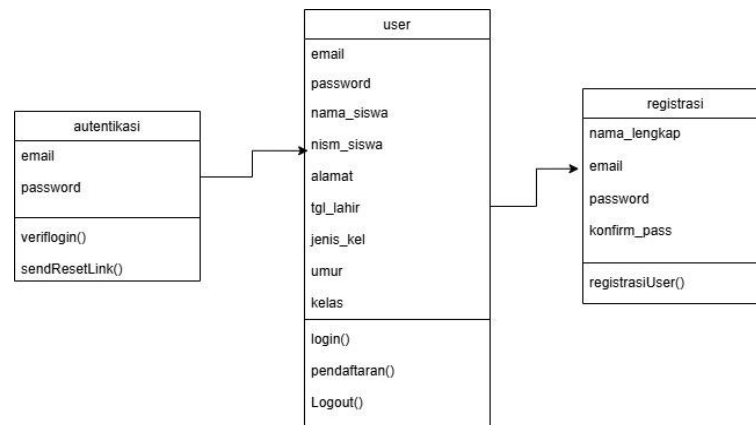 autentikasi
email
password
veriflogin()
sendResetLink()
user
email
password
nama_siswa
nism_siswa
alamat
tgl_lahir
jenis_kel
umur
kelas
login()
pendaftaran()
Logout()
registrasi
nama_lengkap
email
password
konfirm_pass
registrasiUser()